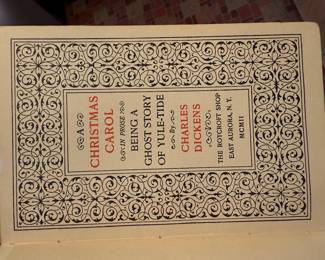 A
CHRISTMAS
CAROL
IN PROSE
BEING A
GHOST STORY
OF YULE-TIDE
By
CHARLES
DICKENS
THE ROYCROFT SHOP
EAST AURORA, N. T.
MCMII